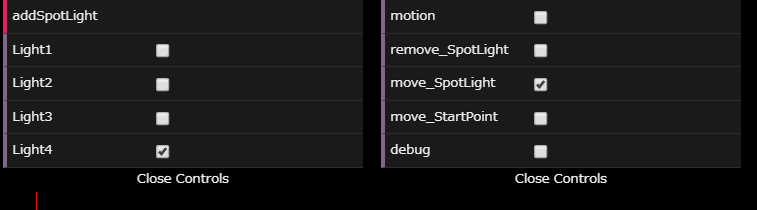 addSpotLight
Light1
Light2
Light3
Light4
Close Controls
motion
remove_SpotLight
move_SpotLight
move_StartPoint
debug
Close Controls